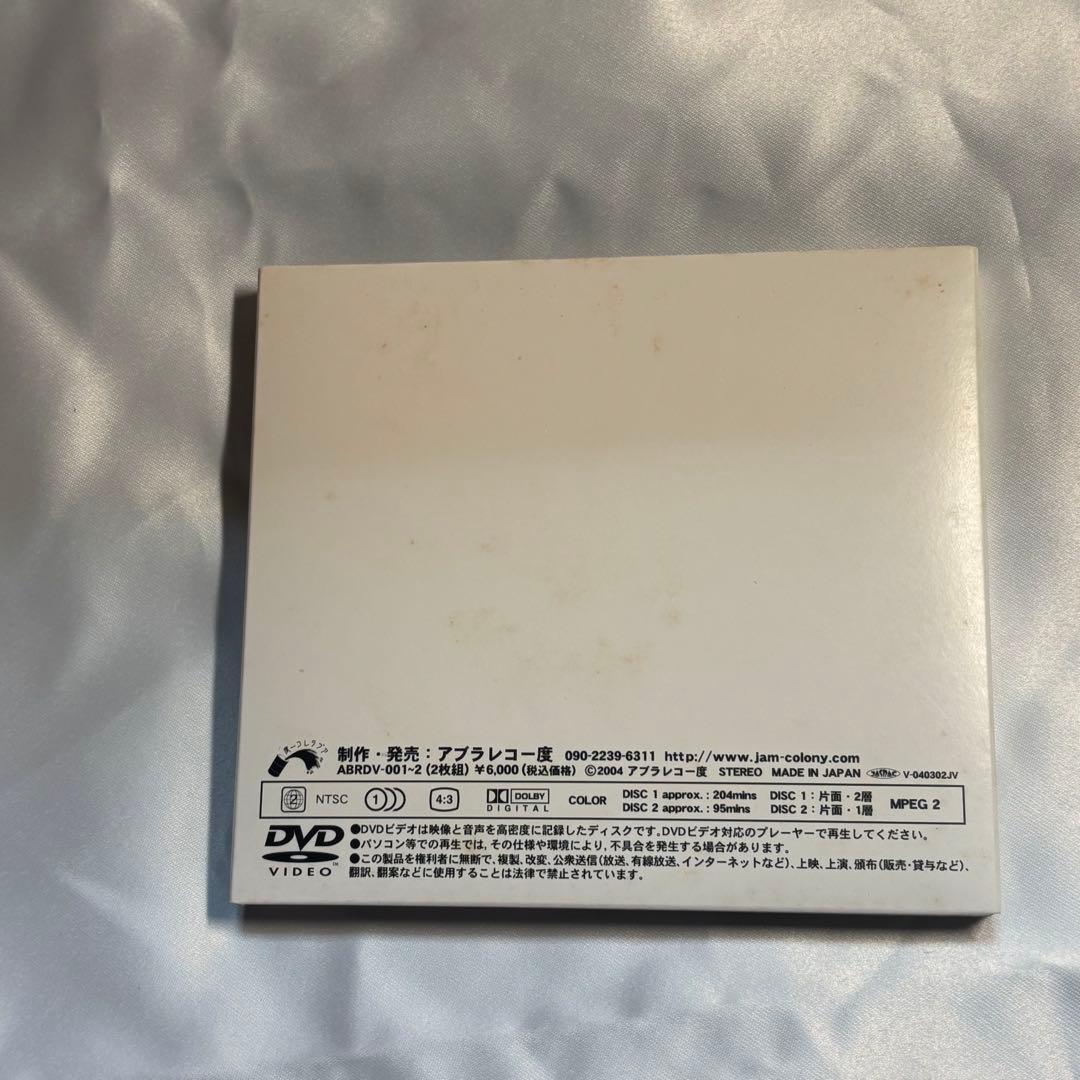 制作・発売：アブラレコー度 090-2239-6311 http://www.jam-colony.com
ABRDV-001~2 (2枚組) ¥6,000 (税込価格) ©2004 アブラレコー度 STEREO MADE IN JAPAN JASRAC V-040302JV
2 NTSC 1 4:3 DOLBY DIGITAL COLOR
DISC 1 approx. : 204mins DISC 1：片面・2層
DISC 2 approx. : 95mins DISC 2：片面・1層
MPEG 2
DVD VIDEO TM
●DVDビデオは映像と音声を高密度に記録したディスクです。DVDビデオ対応のプレーヤーで再生してください。
●パソコン等での再生では、その仕様や環境により、不具合を発生する場合があります。
●この製品を権利者に無断で、複製、改変、公衆送信(放送、有線放送、インターネットなど)、上映、上演、頒布(販売・貸与など)、
翻訳、翻案などに使用することは法律で禁止されています。